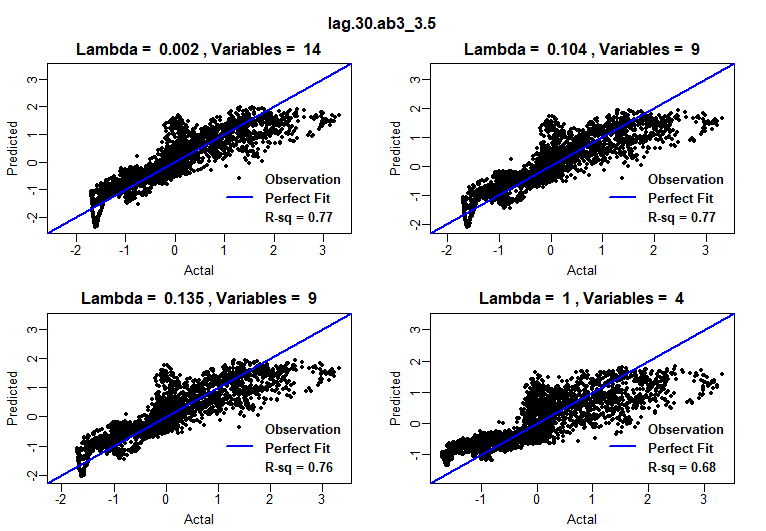 lag.30.ab3_3.5
Lambda = 0.002 , Variables = 14
3
2
1
0
-1
-2
Predicted
Observation
Perfect Fit
R-sq = 0.77
-2 -1 0 1 2 3
Actal
Lambda = 0.104 , Variables = 9
3
2
1
0
-1
-2
Predicted
Observation
Perfect Fit
R-sq = 0.77
-2 -1 0 1 2 3
Actal
Lambda = 0.135 , Variables = 9
3
2
1
0
-1
-2
Predicted
Observation
Perfect Fit
R-sq = 0.76
-2 -1 0 1 2 3
Actal
Lambda = 1 , Variables = 4
3
2
1
0
-1
Predicted
Observation
Perfect Fit
R-sq = 0.68
-1 0 1 2 3
Actal